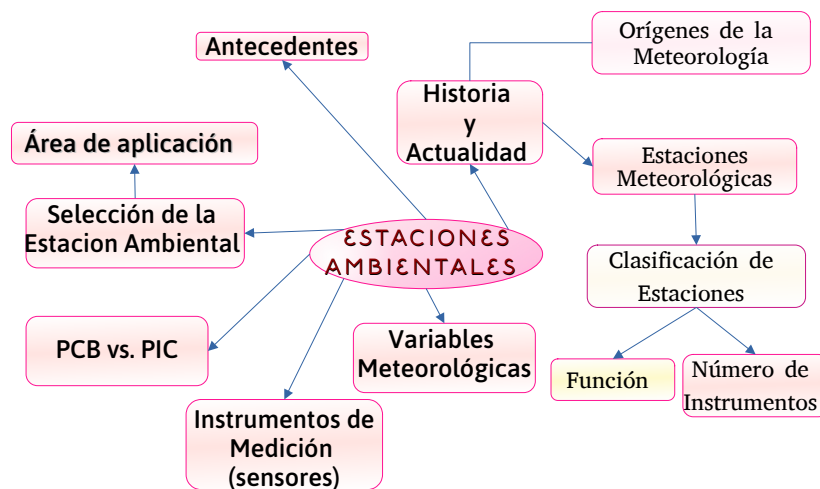 Antecedentes
Orígenes de la
Meteorología
Historia
y
Actualidad
Área de aplicación
Estaciones
Meteorológicas
Selección de la
Estacion Ambiental
ESTACIONES
AMBIENTALES
Clasificación de
Estaciones
PCB vs. PIC
Variables
Meteorológicas
Función
Número de
Instrumentos
Instrumentos de
Medición
(sensores)